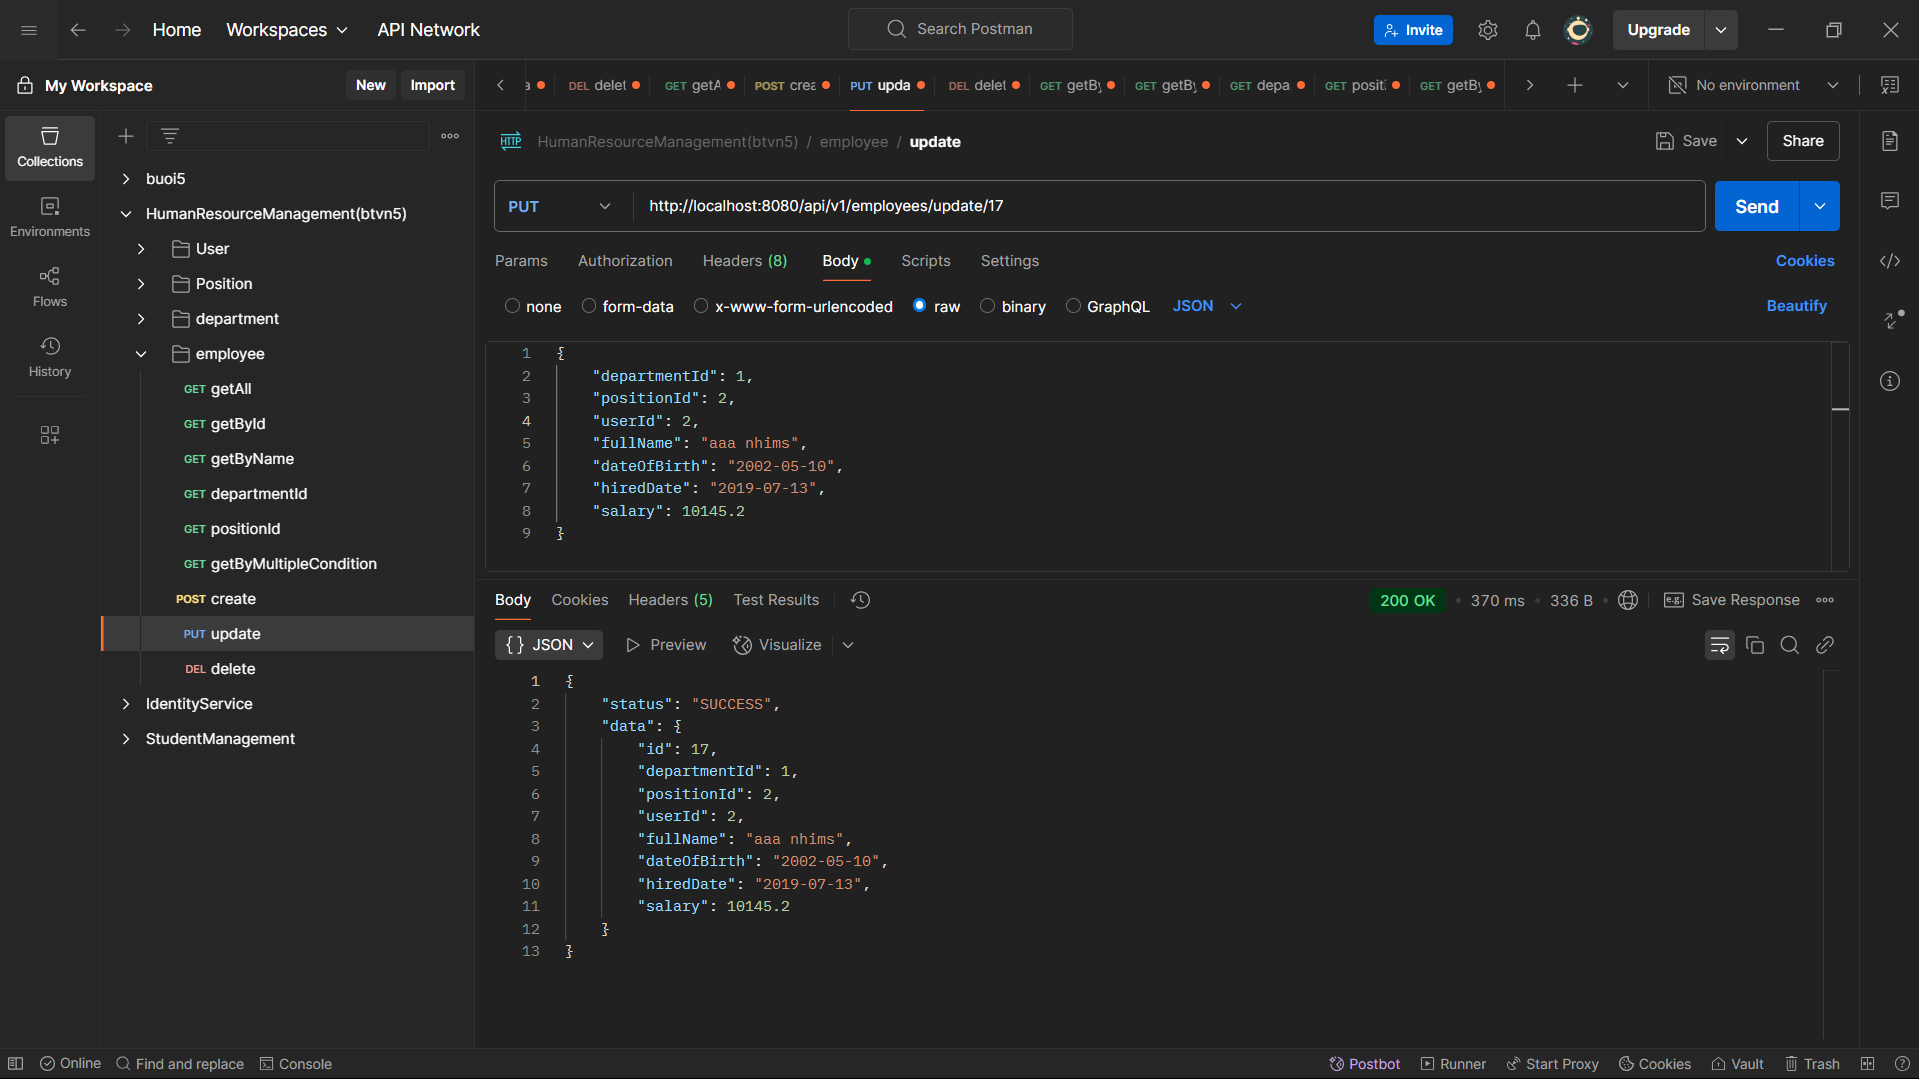 Home Workspaces API Network Search Postman Invite Upgrade
My Workspace New Import
a DEL delet GET getA POST crea PUT upda DEL delet GET getBy GET getBy GET depa GET positi GET getBy No environment
Collections
Environments
Flows
History
buoi5
HumanResourceManagement(btvn5)
User
Position
department
employee
GET getAll
GET getById
GET getByName
GET departmentId
GET positionId
GET getByMultipleCondition
POST create
PUT update
DEL delete
IdentityService
StudentManagement
HTTP HumanResourceManagement(btvn5) / employee / update Save Share
PUT http://localhost:8080/api/v1/employees/update/17 Send
Params Authorization Headers (8) Body Scripts Settings Cookies
none form-data x-www-form-urlencoded raw binary GraphQL JSON Beautify
1 {
2 "departmentId": 1,
3 "positionId": 2,
4 "userId": 2,
5 "fullName": "aaa nhims",
6 "dateOfBirth": "2002-05-10",
7 "hiredDate": "2019-07-13",
8 "salary": 10145.2
9 }
Body Cookies Headers (5) Test Results 200 OK 370 ms 336 B e.g. Save Response
{} JSON Preview Visualize
1 {
2 "status": "SUCCESS",
3 "data": {
4 "id": 17,
5 "departmentId": 1,
6 "positionId": 2,
7 "userId": 2,
8 "fullName": "aaa nhims",
9 "dateOfBirth": "2002-05-10",
10 "hiredDate": "2019-07-13",
11 "salary": 10145.2
12 }
13 }
Online Find and replace Console Postbot Runner Start Proxy Cookies Vault Trash